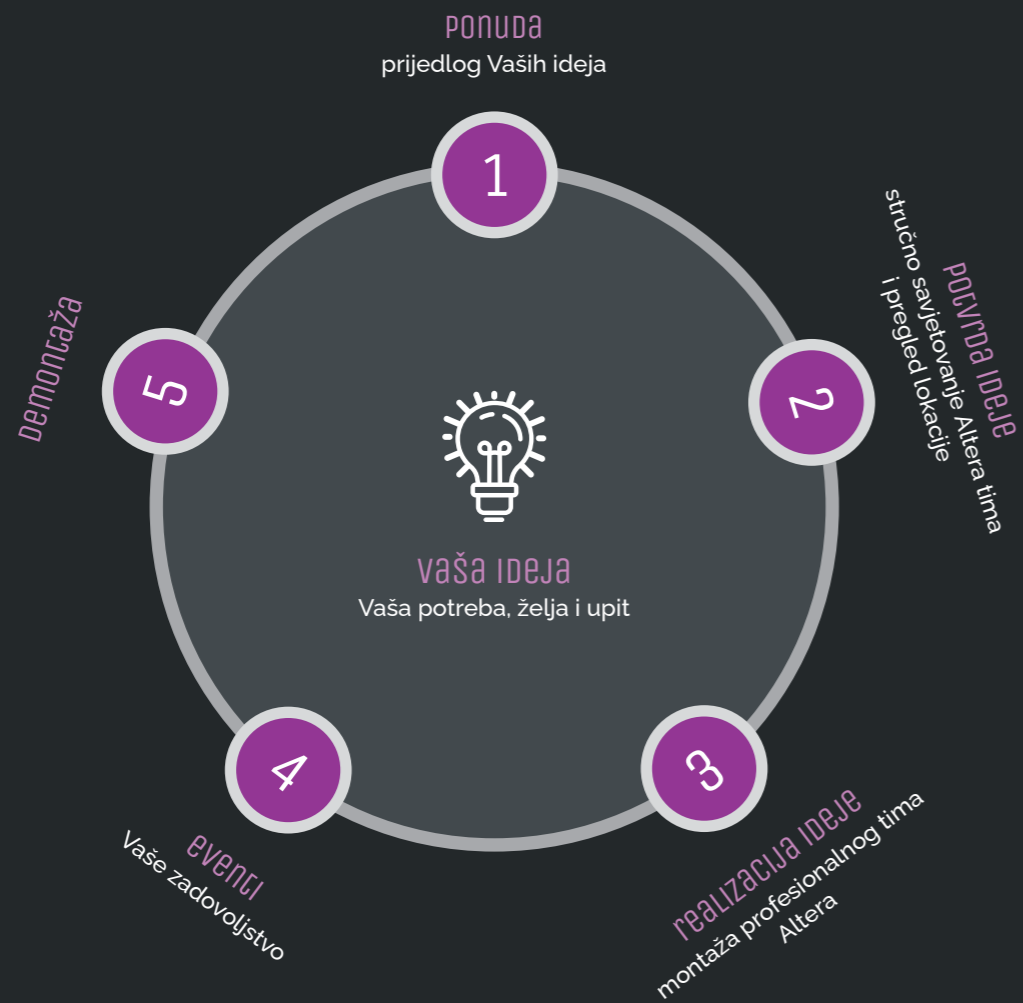 Ponuda
prijedlog Vaših ideja
1
Potvrda ideje
stručno savjetovanje Altera tima
i pregled lokacije
2
3
Realizacija ideje
montaža profesionalnog tima
Altera
4
Eventi
Vaše zadovoljstvo
5
Demontaža
Vaša ideja
Vaša potreba, želja i upit